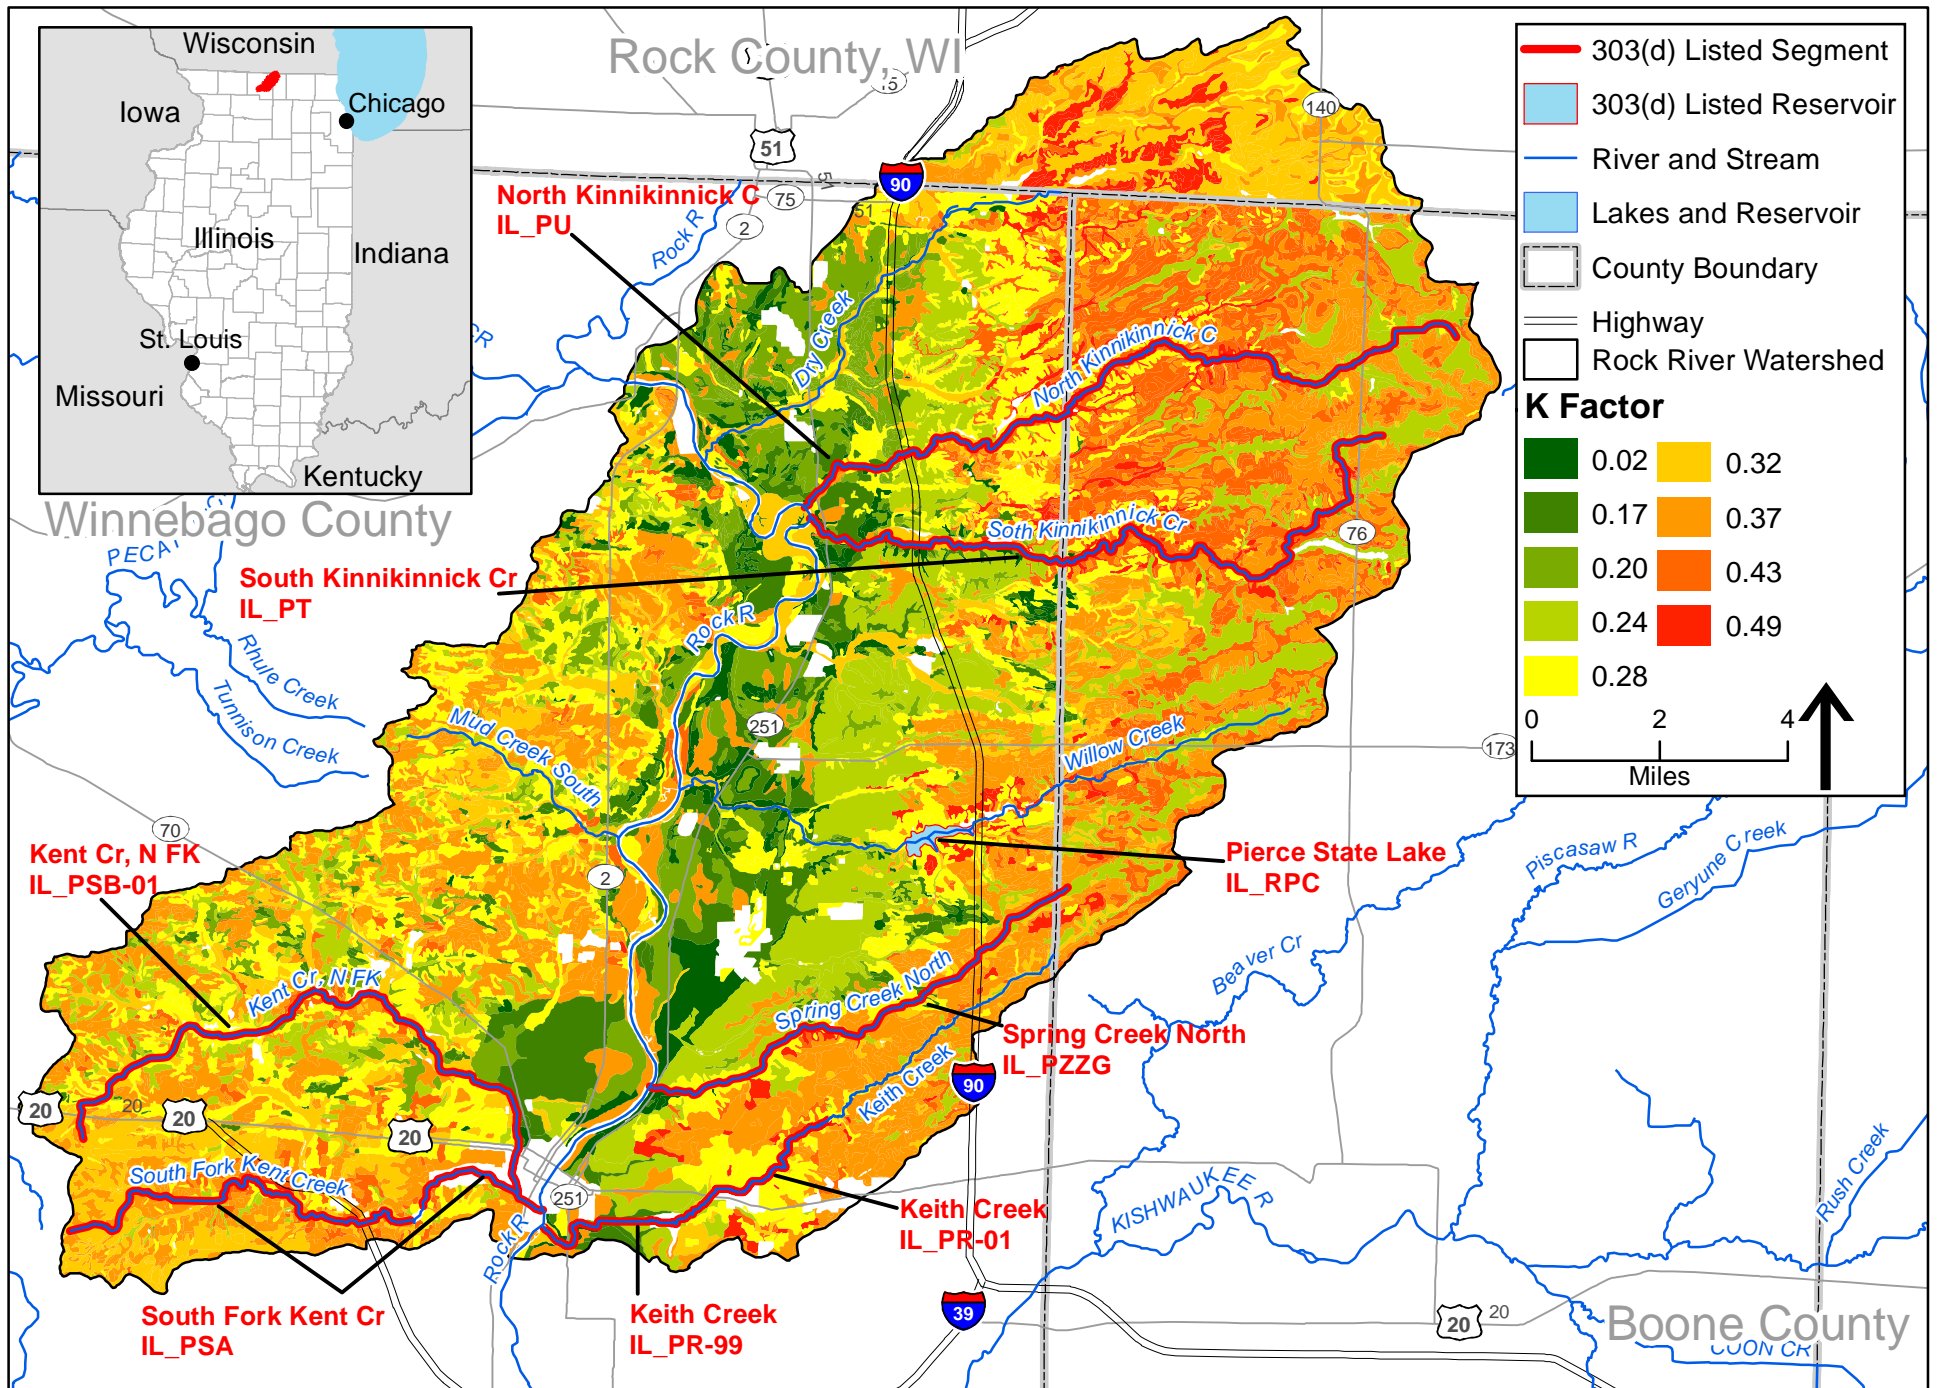 Wisconsin
Iowa
Chicago
Illinois
Indiana
St. Louis
Missouri
Kentucky
Rock County, WI
Winnebago County
Boone County
303(d) Listed Segment
303(d) Listed Reservoir
River and Stream
Lakes and Reservoir
County Boundary
Highway
Rock River Watershed
K Factor
0.02
0.17
0.20
0.24
0.28
0.32
0.37
0.43
0.49
0 2 4
Miles
North Kinnikinnick C
IL_PU
South Kinnikinnick Cr
IL_PT
Kent Cr, N FK
IL_PSB-01
South Fork Kent Cr
IL_PSA
Keith Creek
IL_PR-99
Keith Creek
IL_PR-01
Spring Creek North
IL_PZZG
Pierce State Lake
IL_RPC
Rock R
Dry Creek
North Kinnikinnick C
Soth Kinnikinnick Cr
Rock R
CR
Rhule Creek
Tunnison Creek
Mud Creek South
Willow Creek
Kent Cr, N FK
Spring Creek North
Keith Creek
South Fork Kent Creek
Rock R
Piscasaw R
Geryune Creek
Beaver Cr
KISHWAUKEE R
Rush Creek
COON CR
51
51
51
75
2
90
140
76
173
251
2
70
20
20
20
20
251
90
39
20
20